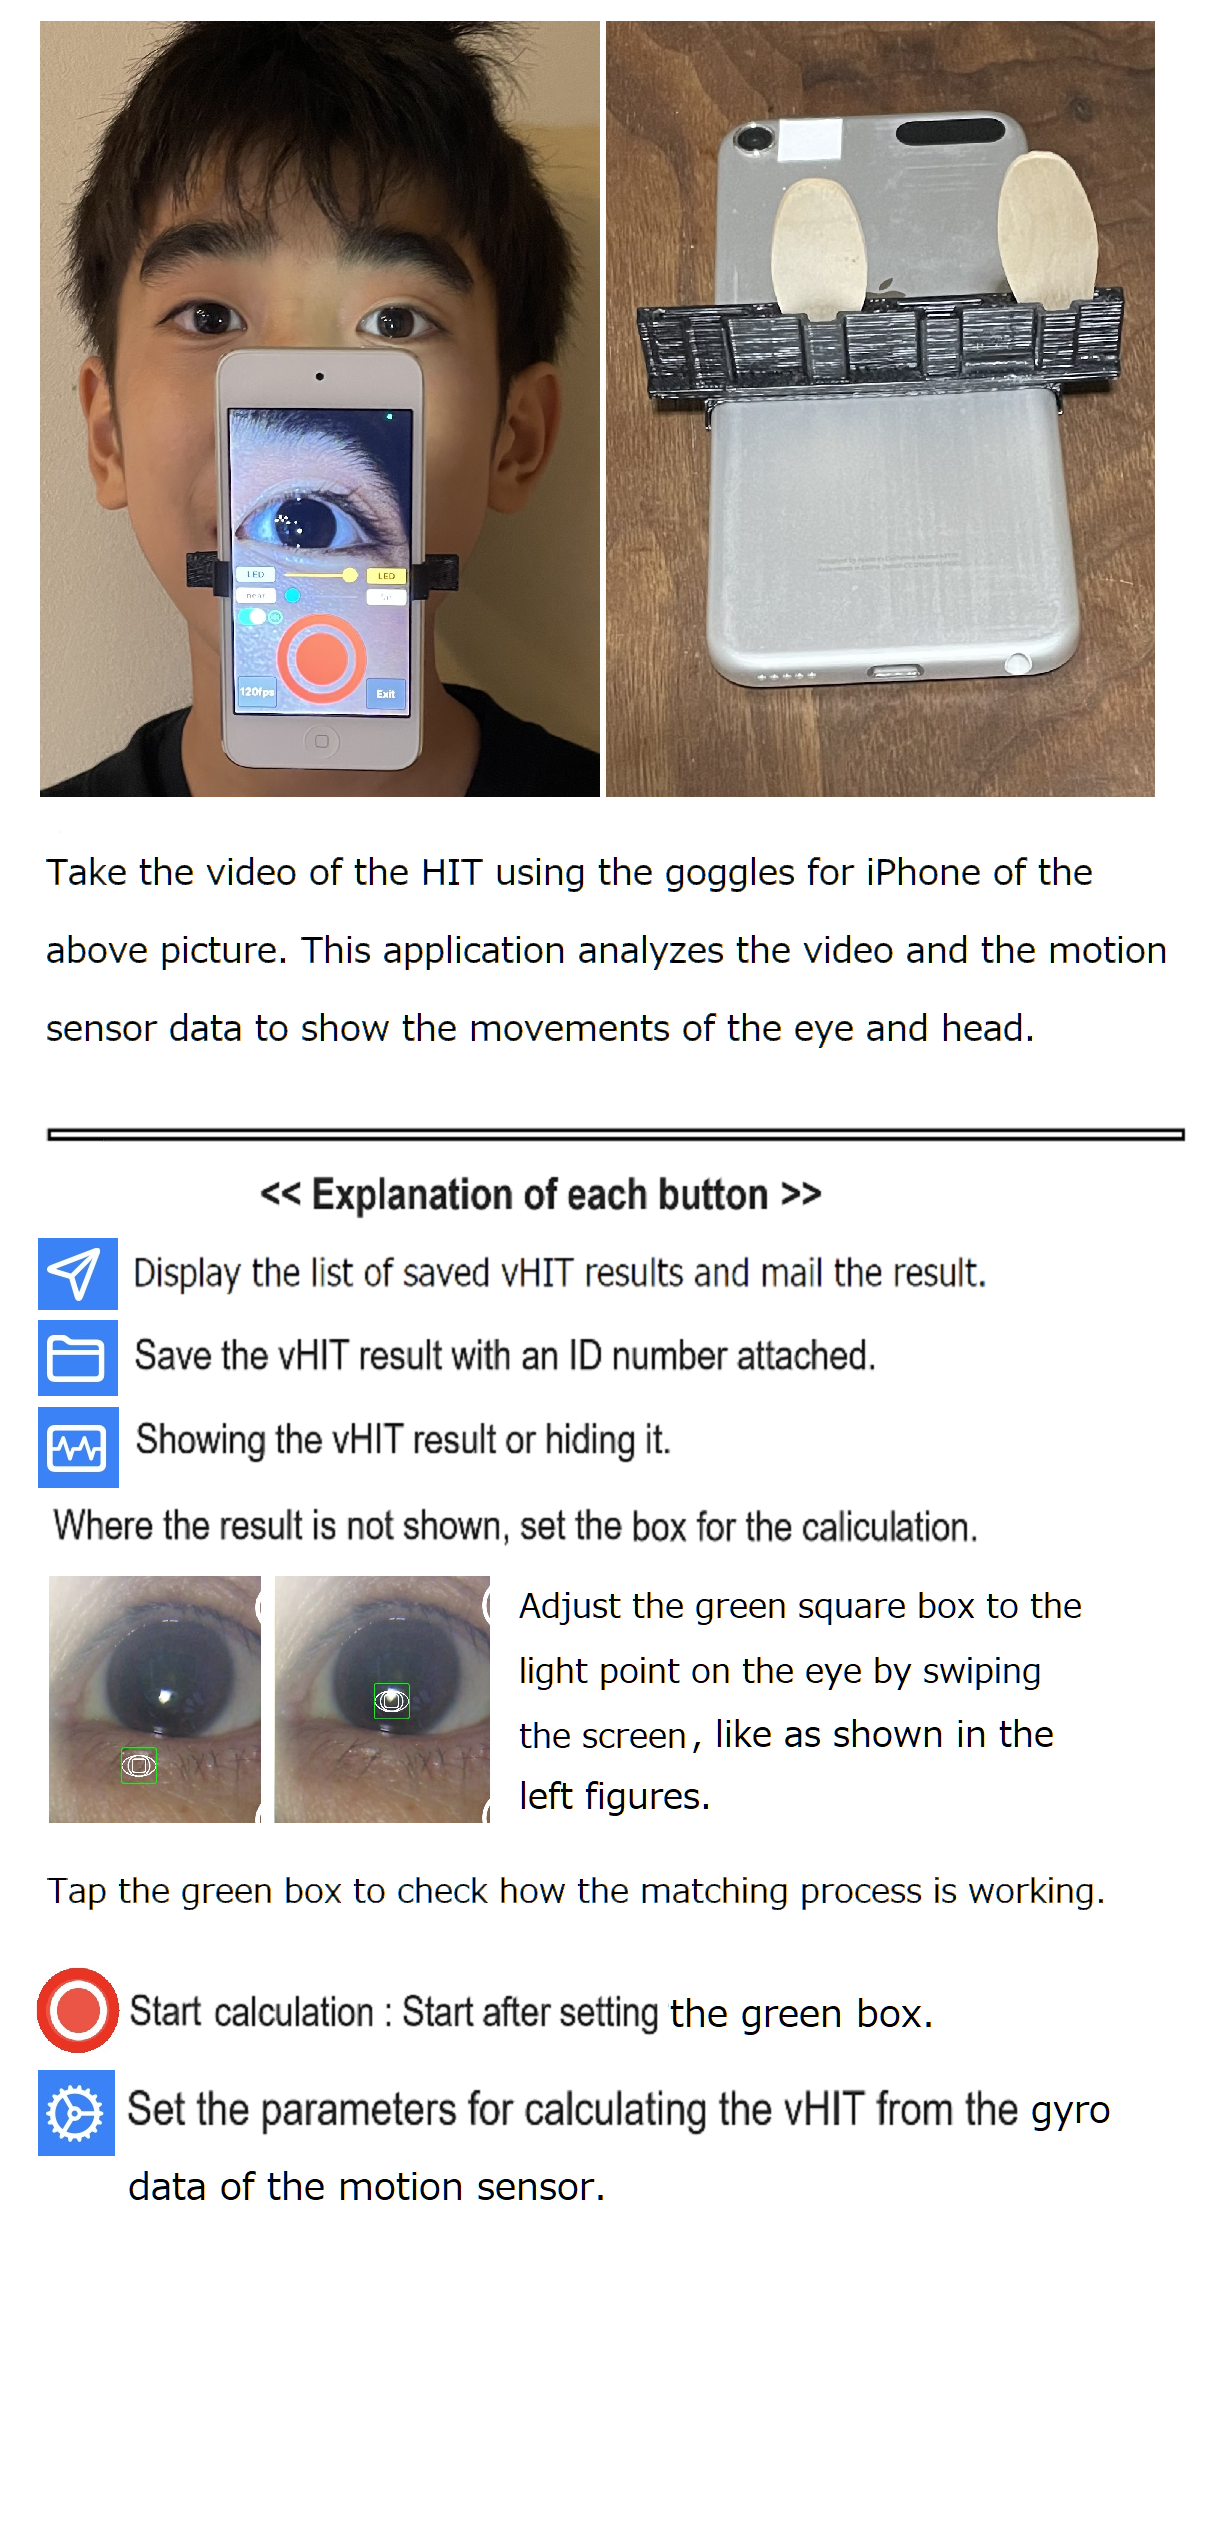 LED
LED
near
120fps
Exit
Take the video of the HIT using the goggles for iPhone of the
above picture. This application analyzes the video and the motion
sensor data to show the movements of the eye and head.
<< Explanation of each button >>
Display the list of saved vHIT results and mail the result.
Save the vHIT result with an ID number attached.
Showing the vHIT result or hiding it.
Where the result is not shown, set the box for the caliculation.
Adjust the green square box to the
light point on the eye by swiping
the screen, like as shown in the
left figures.
Tap the green box to check how the matching process is working.
Start calculation : Start after setting the green box.
Set the parameters for calculating the vHIT from the gyro
data of the motion sensor.